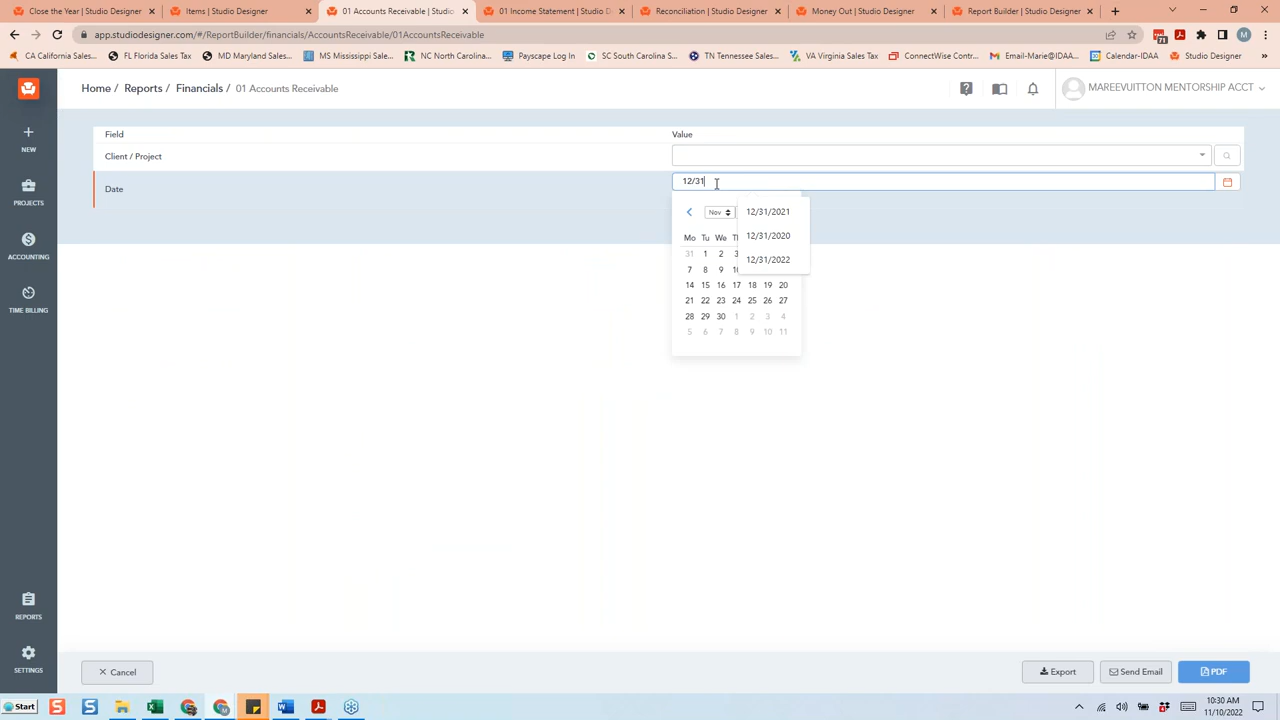 Close the Year | Studio Designer
Items | Studio Designer
01 Accounts Receivable | Studio
01 Income Statement | Studio D
Reconciliation | Studio Designer
Money Out | Studio Designer
Report Builder | Studio Designer
app.studiodesigner.com/#/ReportBuilder/financials/AccountsReceivable/01AccountsReceivable
CA California Sales...
FL Florida Sales Tax
MD Maryland Sales...
MS Mississippi Sal...
NC North Carolina...
Payscape Log In
SC South Carolina S...
TN Tennessee Sales...
VA Virginia Sales Tax
ConnectWise Contr...
Email-Marie@IDAA...
Calendar-IDAA
Studio Designer
Home / Reports / Financials / 01 Accounts Receivable
MAREEVUITTON MENTORSHIP ACCT
NEW
PROJECTS
ACCOUNTING
TIME BILLING
REPORTS
SETTINGS
Field Value
Client / Project
Date 12/31
Nov
12/31/2021
12/31/2020
12/31/2022
Mo Tu We
31 1 2 3
7 8 9
14 15 16 17 18 19 20
21 22 23 24 25 26 27
28 29 30 1 2 3 4
5 6 7 8 9 10 11
Cancel
Export
Send Email
PDF
Start
10:30 AM
11/10/2022